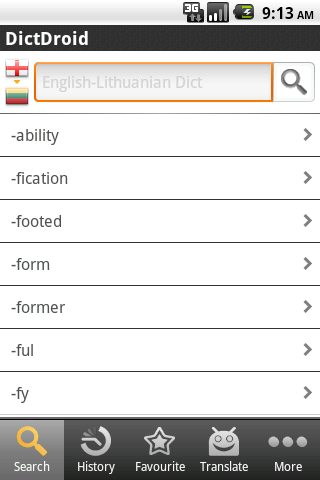 3G 9:13 AM
DictDroid
English-Lithuanian Dict
-ability
-fication
-footed
-form
-former
-ful
-fy
Search History Favourite Translate More